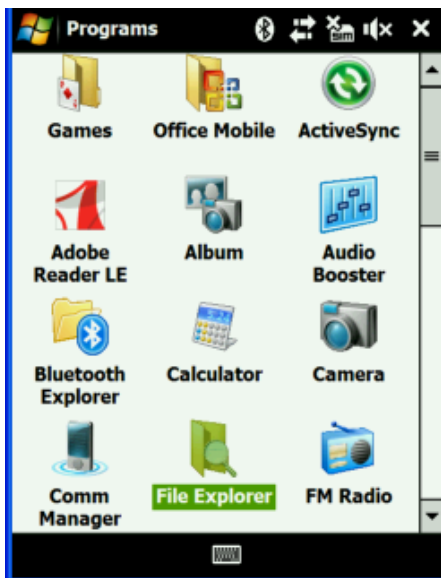 Programs
SIM
Games
Office Mobile
ActiveSync
Adobe
Reader LE
Album
Audio
Booster
Bluetooth
Explorer
Calculator
Camera
Comm
Manager
File Explorer
FM Radio